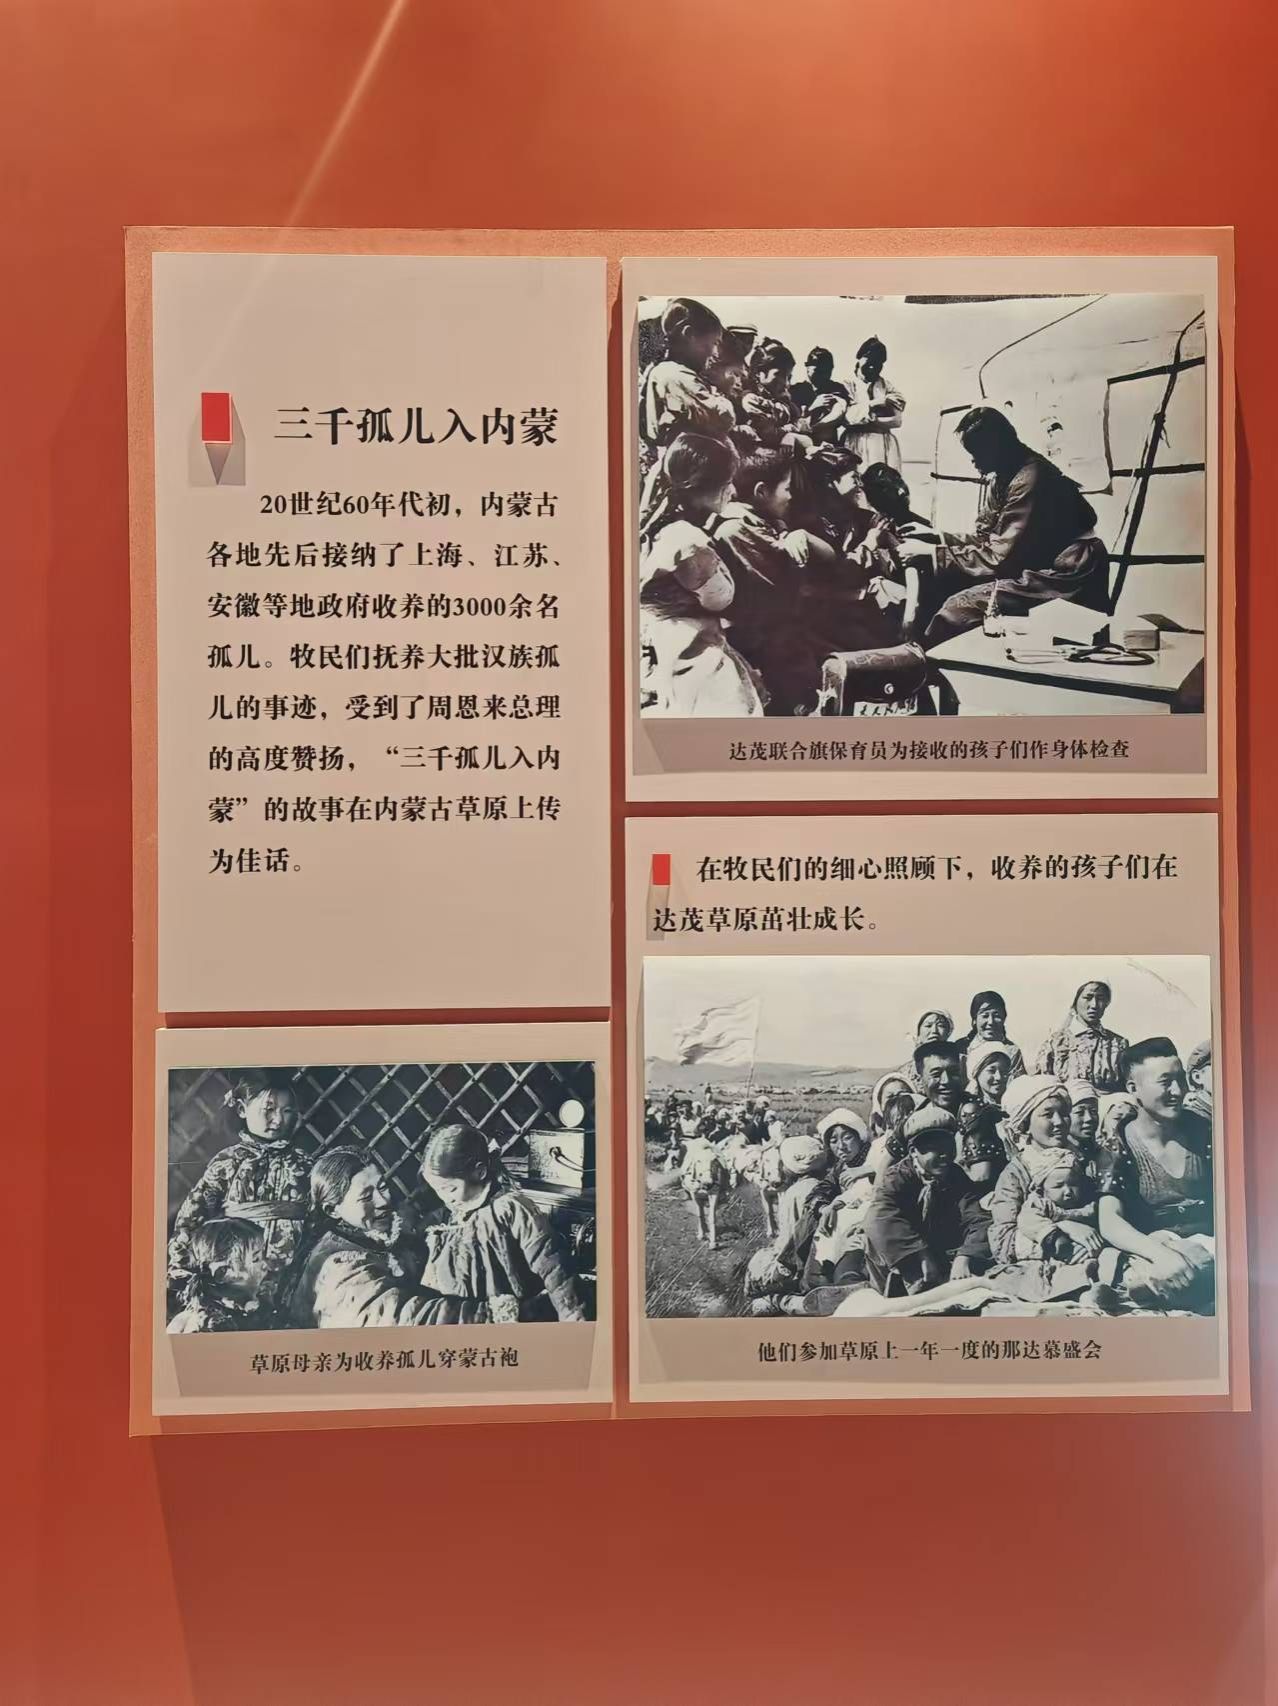 三千孤儿入内蒙
20世纪60年代初，内蒙古
各地先后接纳了上海、江苏、
安徽等地政府收养的3000余名
孤儿。牧民们抚养大批汉族孤
儿的事迹，受到了周恩来总理
的高度赞扬，“三千孤儿入内
蒙”的故事在内蒙古草原上传
为佳话。
达茂联合旗保育员为接收的孩子们作身体检查
在牧民们的细心照顾下，收养的孩子们在
达茂草原茁壮成长。
草原母亲为收养孤儿穿蒙古袍
他们参加草原上一年一度的那达慕盛会